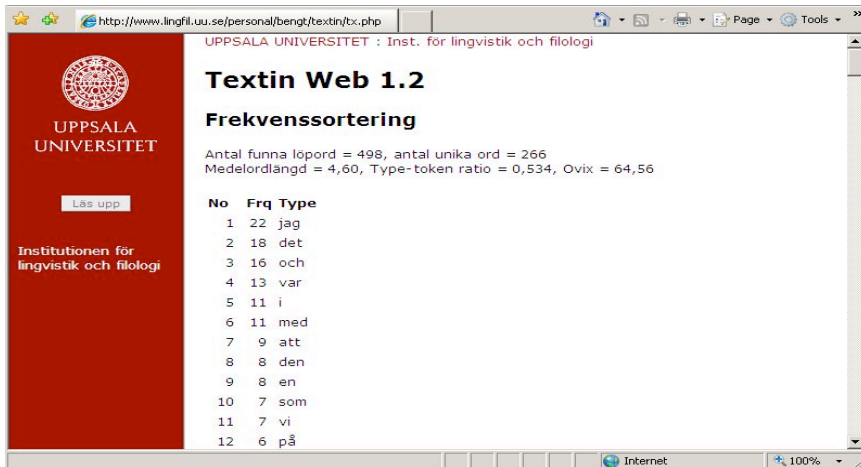 http://www.lingfil.uu.se/personal/bengt/textin/tx.php
Page
Tools
UPPSALA UNIVERSITET : Inst. för lingvistik och filologi
UPPSALA
UNIVERSITET
Läs upp
Institutionen för
lingvistik och filologi
Textin Web 1.2
Frekvenssortering
Antal funna löpord = 498, antal unika ord = 266
Medelordlängd = 4,60, Type-token ratio = 0,534, Ovix = 64,56
No Frq Type
1 22 jag
2 18 det
3 16 och
4 13 var
5 11 i
6 11 med
7 9 att
8 8 den
9 8 en
10 7 som
11 7 vi
12 6 på
Internet
100%